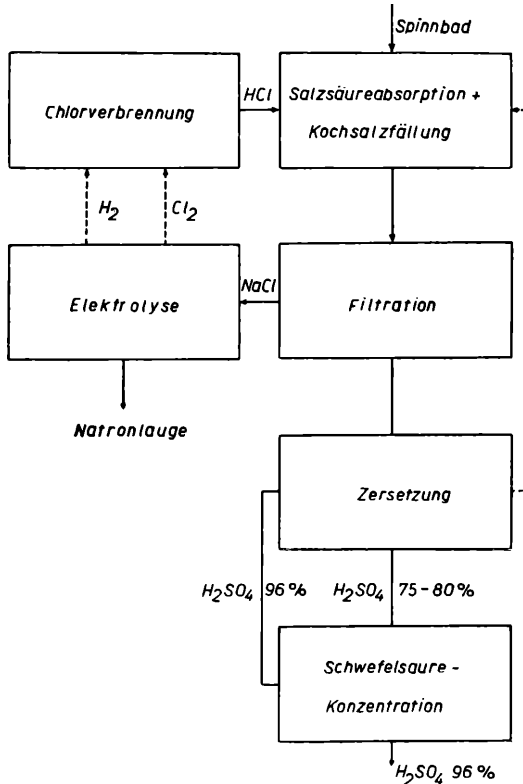 Spinnbad
Chlorverbrennung
HCl
Salzsäureabsorption +
Kochsalzfällung
H2
Cl2
Elektrolyse
NaCl
Filtration
Natronlauge
Zersetzung
H2SO4 96%
H2SO4 75-80%
Schwefelsaure-
Konzentration
H2SO4 96%